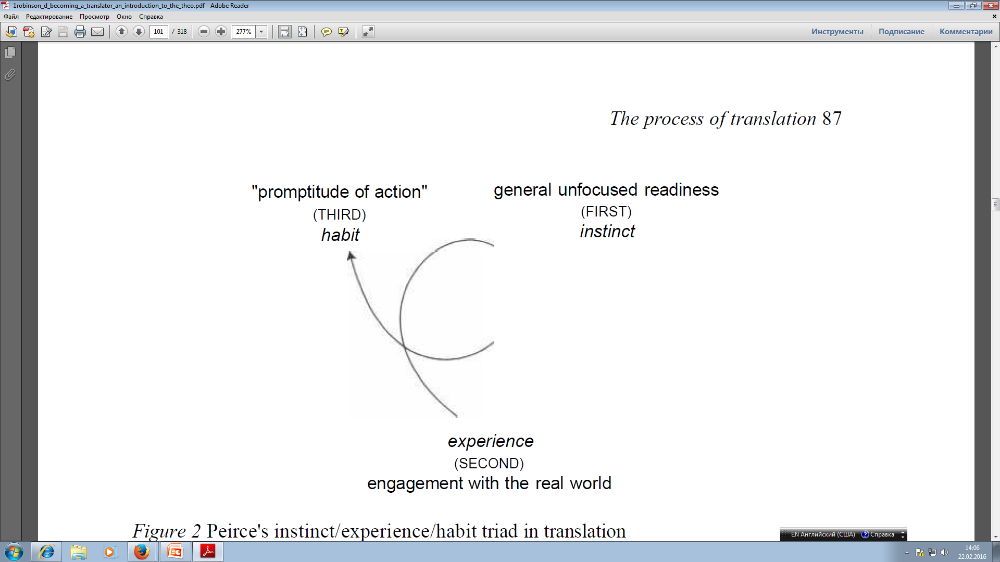 1robinson_d_becoming_a_translator_an_introduction_to_the_theo.pdf - Adobe Reader
Файл Редактирование Просмотр Окно Справка
101 / 318 277% Инструменты Подписание Комментарии
The process of translation 87
"promptitude of action" general unfocused readiness
(THIRD) (FIRST)
habit instinct
experience
(SECOND)
engagement with the real world
Figure 2 Peirce's instinct/experience/habit triad in translation
EN Английский (США) Справка
14:06
22.02.2016